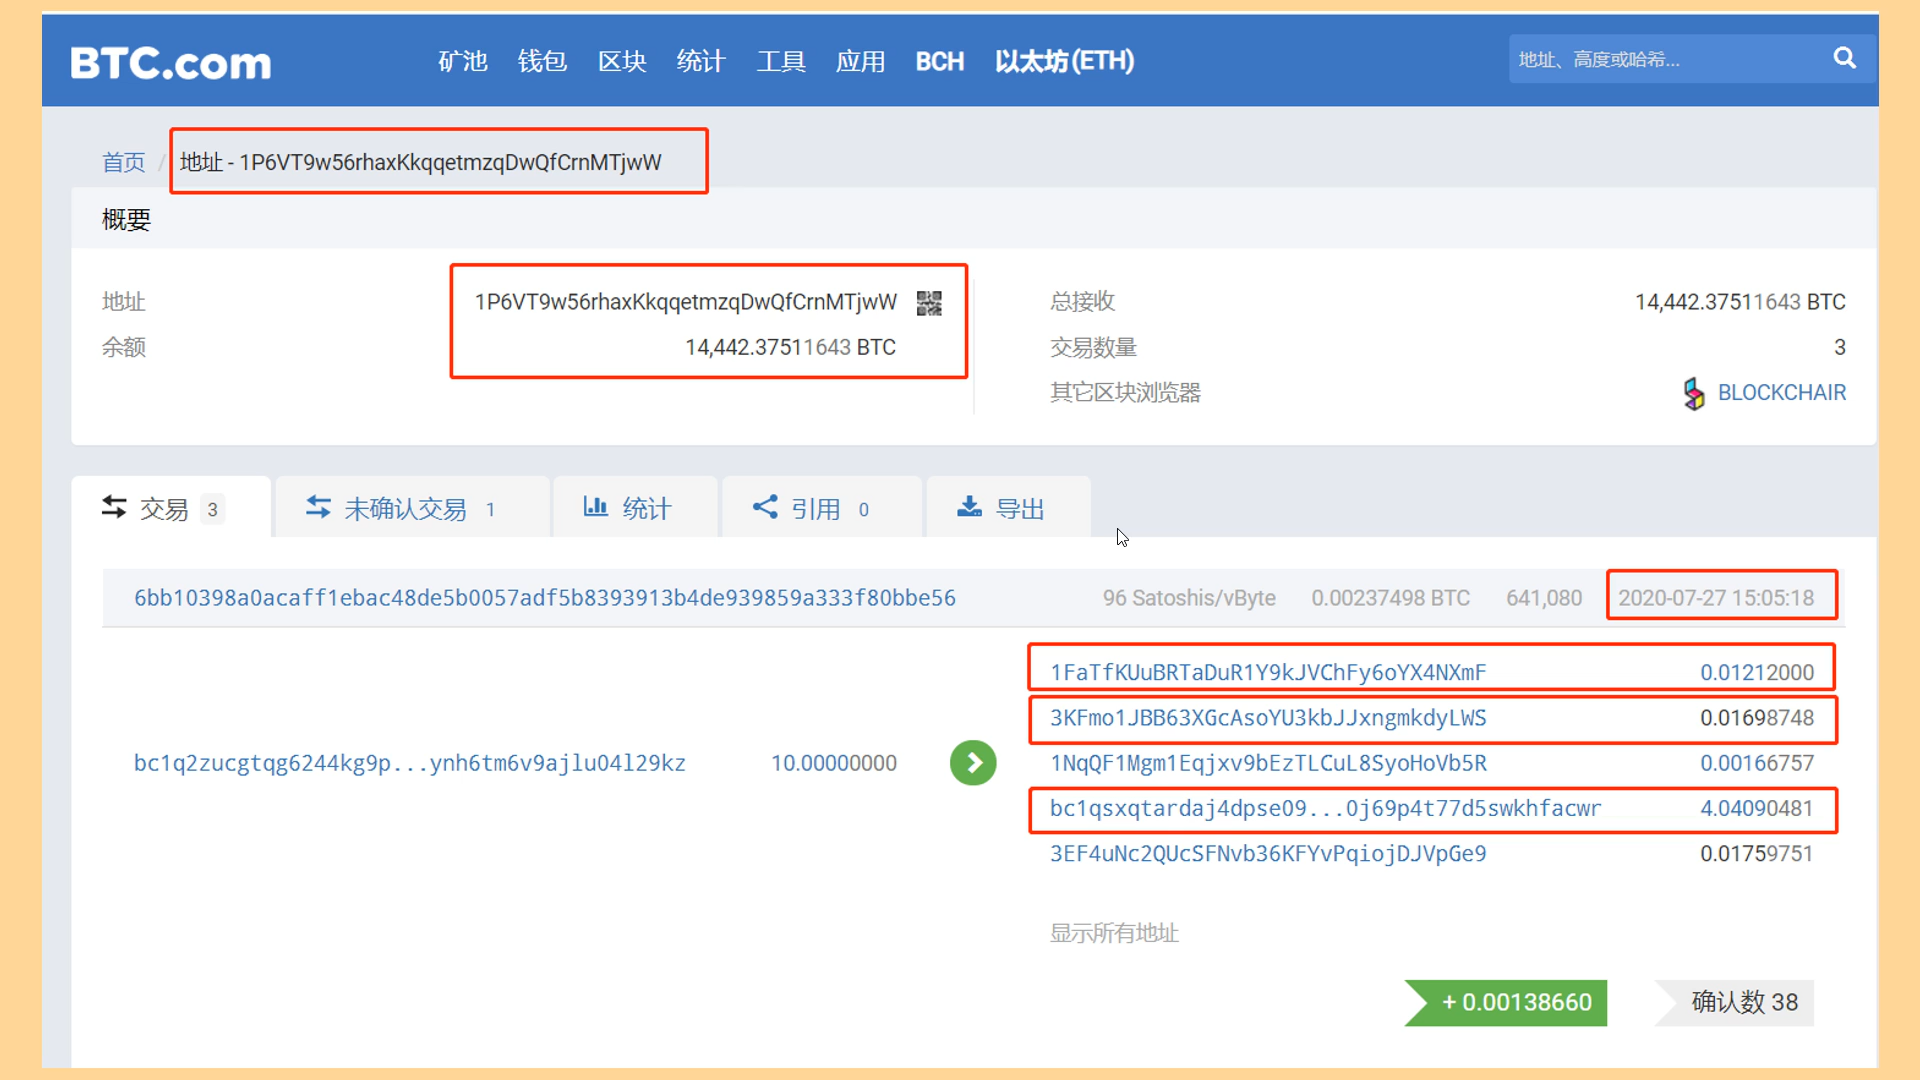 BTC.com 矿池 钱包 区块 统计 工具 应用 BCH 以太坊(ETH) 地址、高度或哈希...
首页 / 地址 - 1P6VT9w56rhaxKkqqetmzqDwQfCrnMTjwW
概要
地址 1P6VT9w56rhaxKkqqetmzqDwQfCrnMTjwW 总接收 14,442.37511643 BTC
余额 14,442.37511643 BTC 交易数量 3
其它区块浏览器 BLOCKCHAIR
交易 3 未确认交易 1 统计 引用 0 导出
6bb10398a0acaff1ebac48de5b0057adf5b8393913b4de939859a333f80bbe56 96 Satoshis/vByte 0.00237498 BTC 641,080 2020-07-27 15:05:18
1FaTfKUuBRTaDuR1Y9kJVChFy6oYX4NXmF 0.01212000
3KFmo1JBB63XGcAsoYU3kbJJxngmkdyLWS 0.01698748
bc1q2zucgtqg6244kg9p...ynh6tm6v9ajlu04l29kz 10.00000000 1NqQF1Mgm1Eqjxv9bEzTLCuL8SyoHoVb5R 0.00166757
bc1qsxqtardaj4dpse09...0j69p4t77d5swkhfacwr 4.04090481
3EF4uNc2QUcSFNvb36KFYvPqiojDJVpGe9 0.01759751
显示所有地址
+ 0.00138660 确认数 38